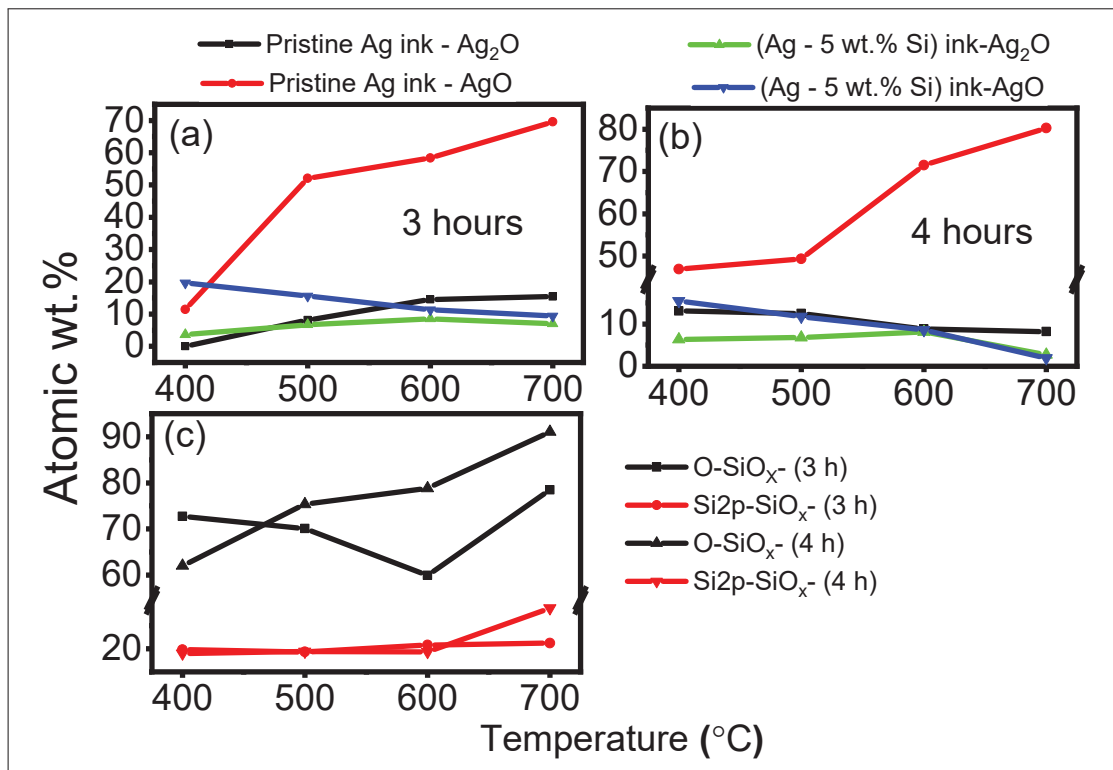 Pristine Ag ink - Ag₂O
Pristine Ag ink - AgO
(Ag - 5 wt.% Si) ink-Ag₂O
(Ag - 5 wt.% Si) ink-AgO
Atomic wt.%
(a)
3 hours
70
60
50
40
30
20
10
0
400 500 600 700
(b)
4 hours
80
70
60
50
10
0
400 500 600 700
(c)
90
80
70
60
20
400 500 600 700
O-SiOX- (3 h)
Si2p-SiOₓ- (3 h)
O-SiOₓ- (4 h)
Si2p-SiOₓ- (4 h)
Temperature (°C)